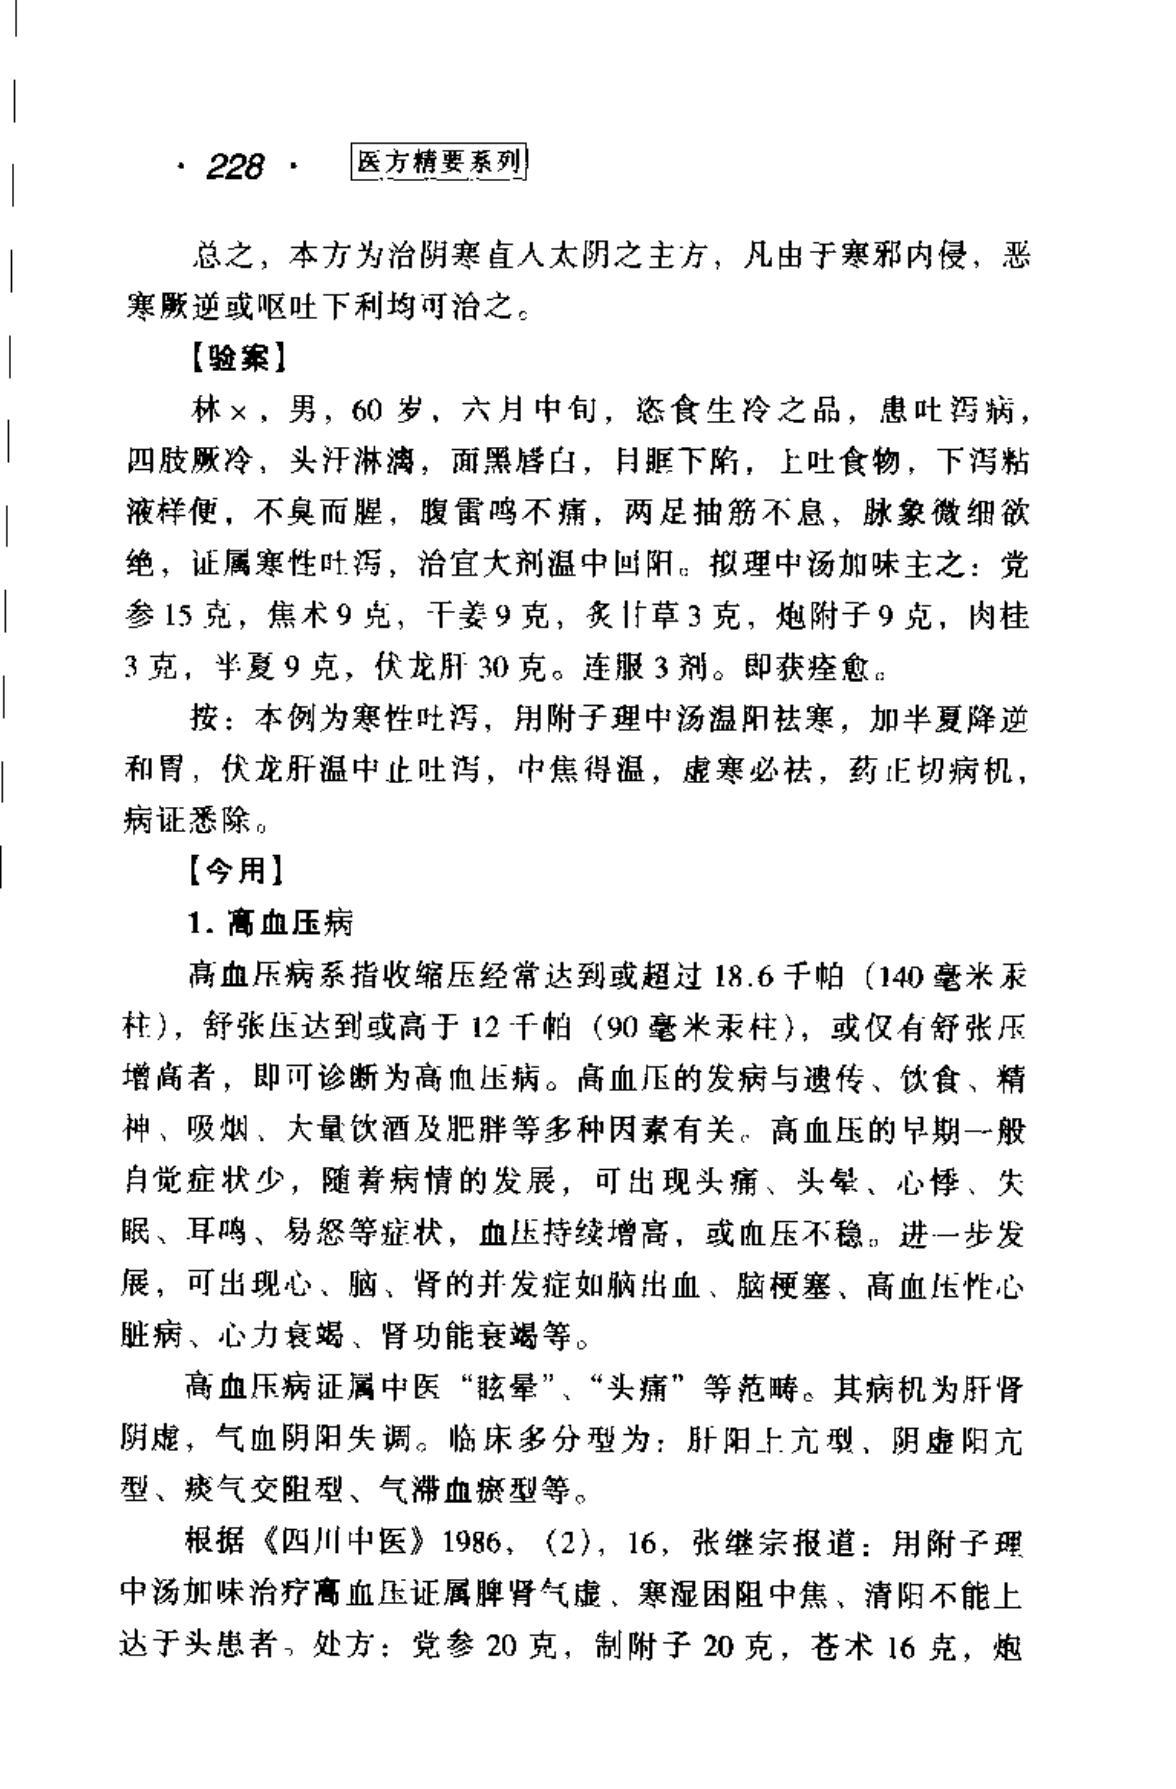 · 228 · 医方精要系列
总之，本方为治阴寒直人太阴之主方，凡由于寒邪内侵，恶
寒厥逆或呕吐下利均可治之。
【验案】
林×，男，60 岁，六月中旬，恣食生冷之品，患吐泻病，
四肢厥冷，头汗淋漓，面黑唇白，目眶下陷，上吐食物，下泻粘
液样便，不臭而腥，腹雷鸣不痛，两足抽筋不息，脉象微细欲
绝，证属寒性吐泻，治宜大剂温中回阳。拟理中汤加味主之：党
参 15 克，焦术 9 克，干姜 9 克，炙甘草 3 克，炮附子 9 克，肉桂
3 克，半夏 9 克，伏龙肝 30 克。连服 3 剂。即获痊愈。
按：本例为寒性吐泻，用附子理中汤温阳祛寒，加半夏降逆
和胃，伏龙肝温中止吐泻，中焦得温，虚寒必祛，药证切病机，
病证悉除。
【今用】
1. 高血压病
高血压病系指收缩压经常达到或超过 18.6 千帕（140 毫米汞
柱），舒张压达到或高于 12 千帕（90 毫米汞柱），或仅有舒张压
增高者，即可诊断为高血压病。高血压的发病与遗传、饮食、精
神、吸烟、大量饮酒及肥胖等多种因素有关。高血压的早期一般
自觉症状少，随着病情的发展，可出现头痛、头晕、心悸、失
眠、耳鸣、易怒等症状，血压持续增高，或血压不稳。进一步发
展，可出现心、脑、肾的并发症如脑出血、脑梗塞、高血压性心
脏病、心力衰竭、肾功能衰竭等。
高血压病证属中医“眩晕”、“头痛”等范畴。其病机为肝肾
阴虚，气血阴阳失调。临床多分型为：肝阳上亢型、阴虚阳亢
型、痰气交阻型、气滞血瘀型等。
根据《四川中医》1986，（2），16，张继宗报道：用附子理
中汤加味治疗高血压证属脾肾气虚、寒湿困阻中焦、清阳不能上
达于头患者。处方：党参 20 克，制附子 20 克，苍术 16 克，炮